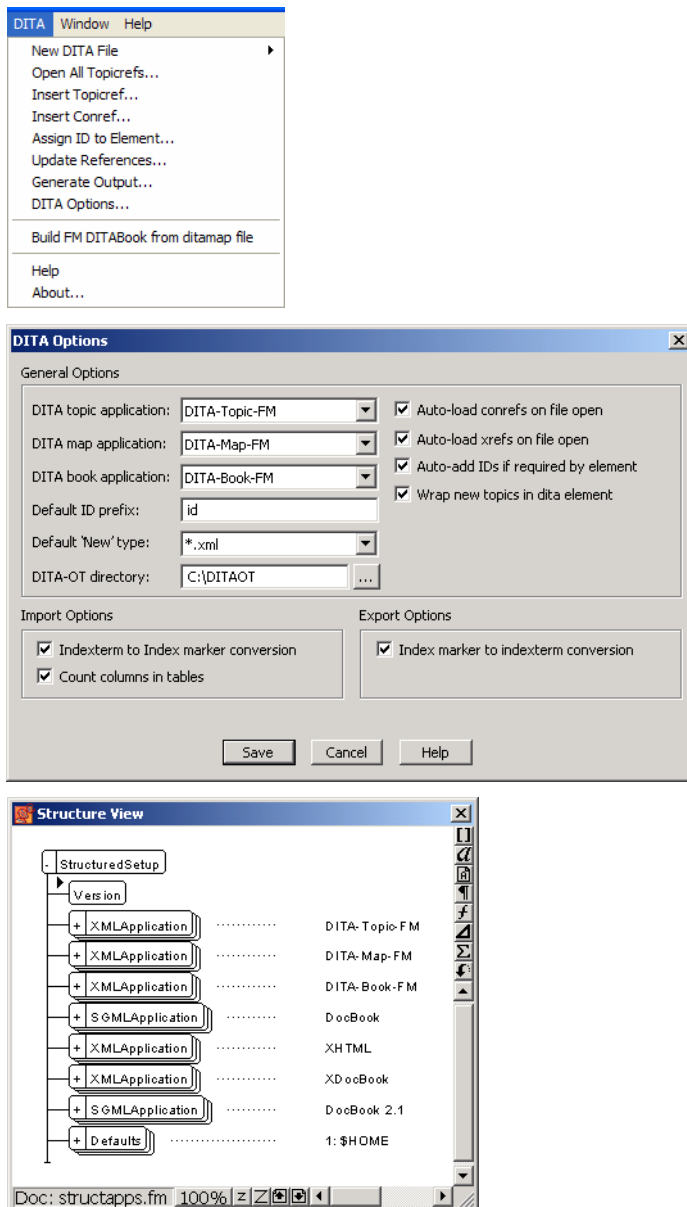 DITA Window Help
New DITA File
Open All Topicrefs...
Insert Topicref...
Insert Conref...
Assign ID to Element...
Update References...
Generate Output...
DITA Options...
Build FM DITABook from ditamap file
Help
About...
DITA Options
General Options
DITA topic application: DITA-Topic-FM
Auto-load conrefs on file open
DITA map application: DITA-Map-FM
Auto-load xrefs on file open
DITA book application: DITA-Book-FM
Auto-add IDs if required by element
Default ID prefix: id
Wrap new topics in dita element
Default 'New' type: *.xml
DITA-OT directory: C:\DITAOT ...
Import Options
Export Options
Indexterm to Index marker conversion
Index marker to indexterm conversion
Count columns in tables
Save Cancel Help
Structure View
- StructuredSetup
Version
+ XMLApplication ........... DITA-Topic-FM
+ XMLApplication ........... DITA-Map-FM
+ XMLApplication ........... DITA-Book-FM
+ SGMLApplication .......... DocBook
+ XMLApplication ........... XHTML
+ XMLApplication ........... XDocBook
+ SGMLApplication .......... DocBook 2.1
+ Defaults .................... 1: $HOME
Doc: structapps.fm 100% z Z